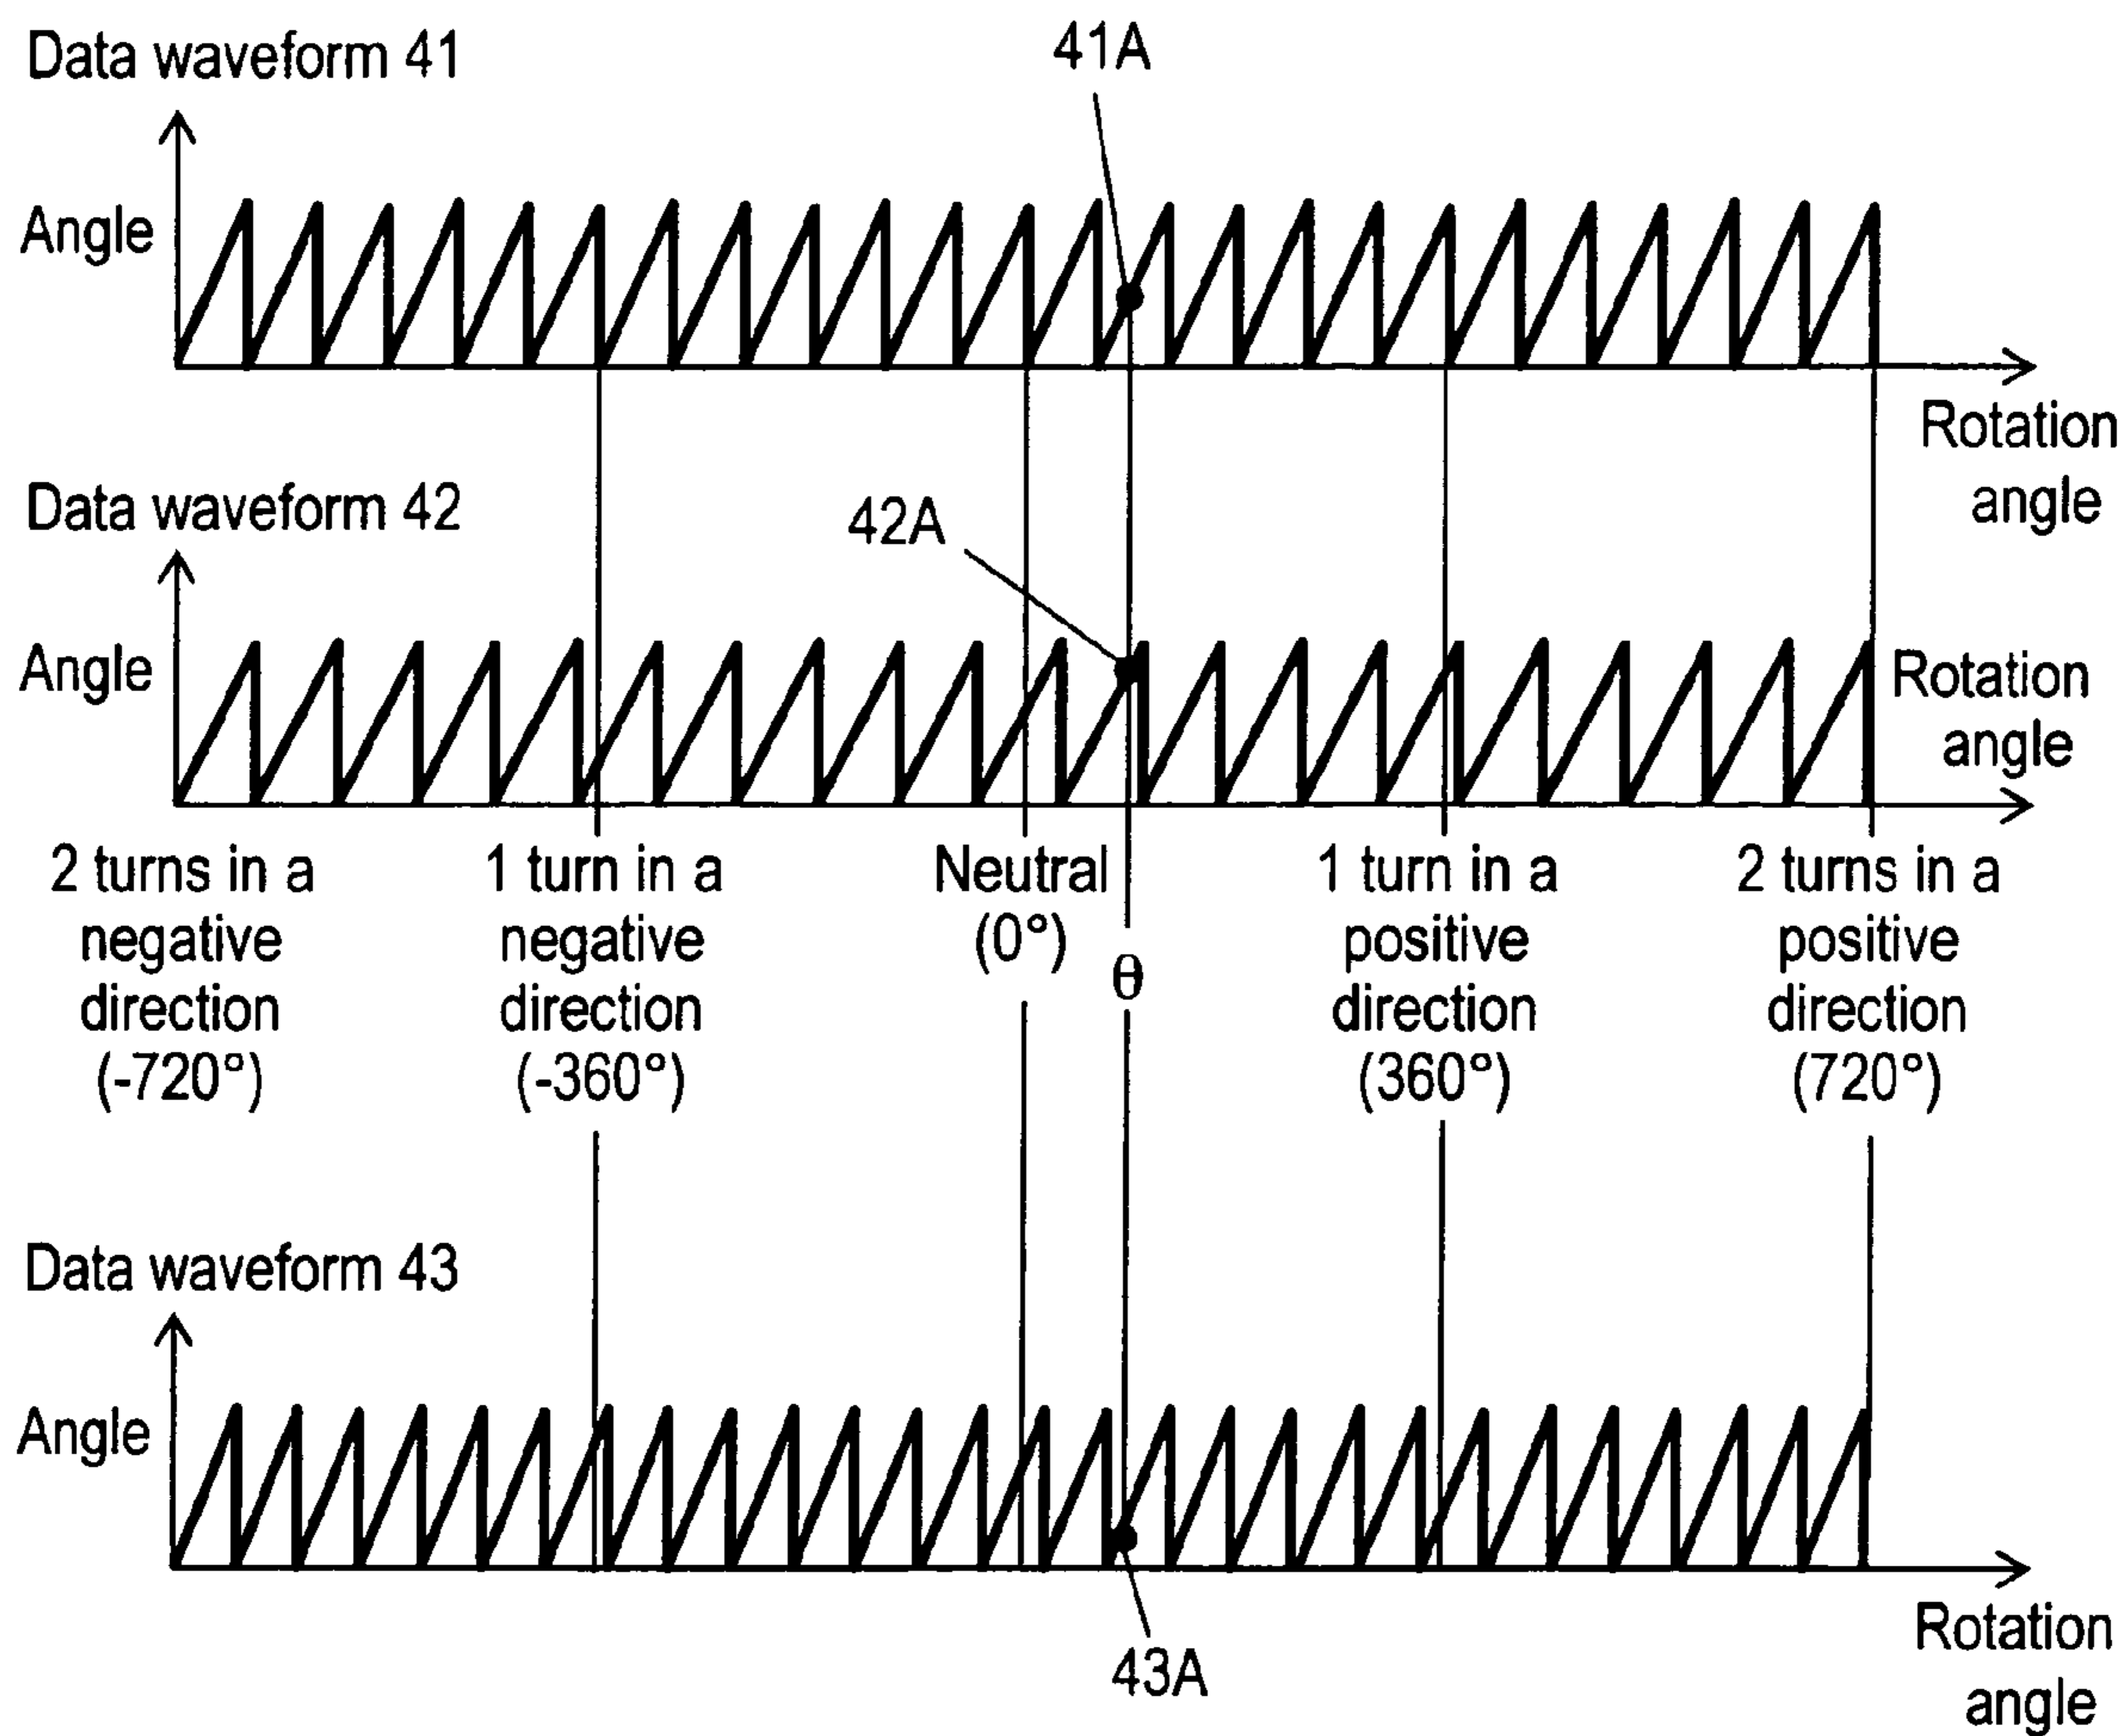 Data waveform 41
41A
Angle
Rotation
angle
Data waveform 42
42A
Angle
Rotation
angle
2 turns in a
negative
direction
(-720°)
1 turn in a
negative
direction
(-360°)
Neutral
(0°)
θ
1 turn in a
positive
direction
(360°)
2 turns in a
positive
direction
(720°)
Data waveform 43
Angle
Rotation
angle
43A